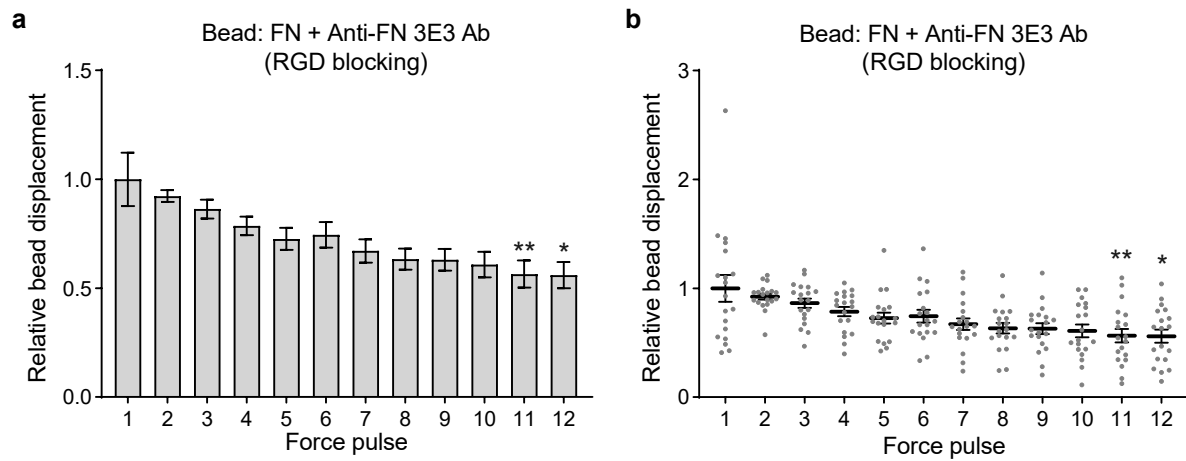 a
Bead: FN + Anti-FN 3E3 Ab
(RGD blocking)
Relative bead displacement
1.5
1.0
0.5
0.0
** *
1 2 3 4 5 6 7 8 9 10 11 12
Force pulse
b
Bead: FN + Anti-FN 3E3 Ab
(RGD blocking)
Relative bead displacement
3
2
1
0
** *
1 2 3 4 5 6 7 8 9 10 11 12
Force pulse